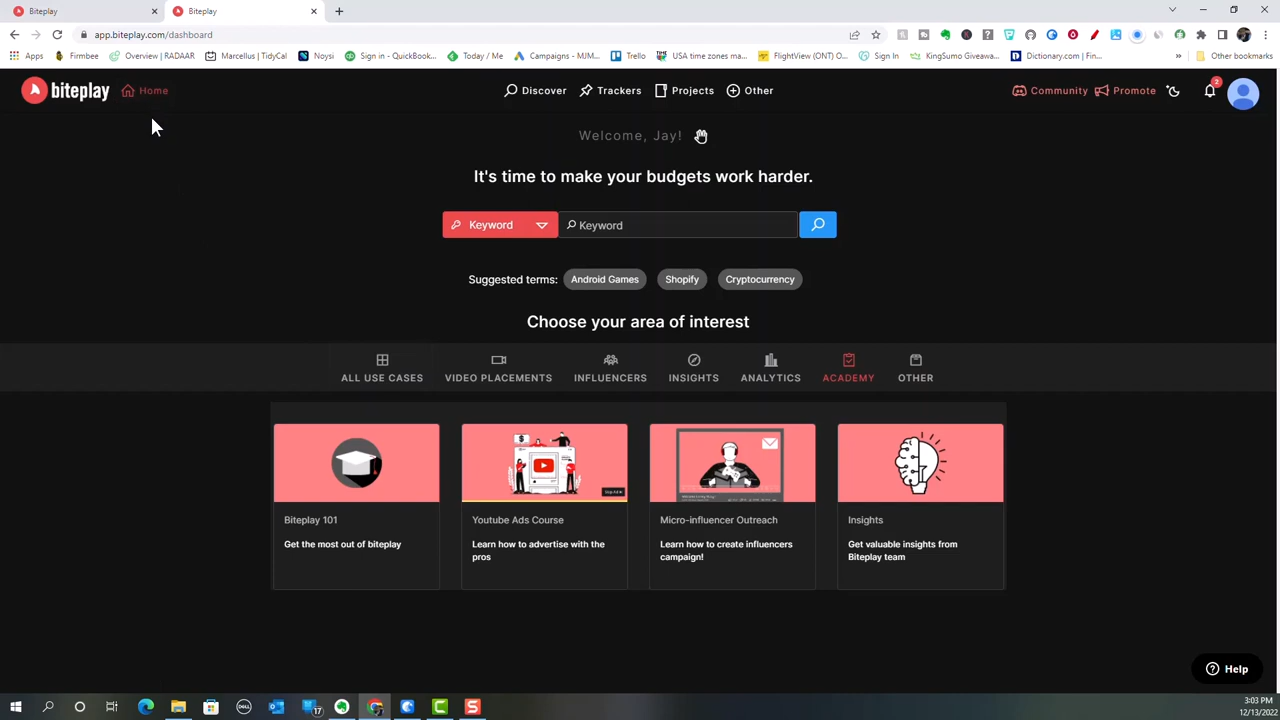 Biteplay
Biteplay
app.biteplay.com/dashboard
Apps
Firmbee
Overview | RADAAR
Marcellus | TidyCal
Noysi
Sign in - QuickBook...
Today / Me
Campaigns – MJM...
Trello
USA time zones ma...
FlightView (ONT) O...
Sign In
KingSumo Giveawa...
Dictionary.com | Fin...
»
Other bookmarks
biteplay
Home
Discover
Trackers
Projects
Other
Community
Promote
2
Welcome, Jay!
It's time to make your budgets work harder.
Keyword
Keyword
Suggested terms:
Android Games
Shopify
Cryptocurrency
Choose your area of interest
ALL USE CASES
VIDEO PLACEMENTS
INFLUENCERS
INSIGHTS
ANALYTICS
ACADEMY
OTHER
$
Skip Ad
Biteplay 101
Get the most out of biteplay
Youtube Ads Course
Learn how to advertise with the
pros
Micro-influencer Outreach
Learn how to create influencers
campaign!
Insights
Get valuable insights from
Biteplay team
Help
DELL
17
3:03 PM
12/13/2022